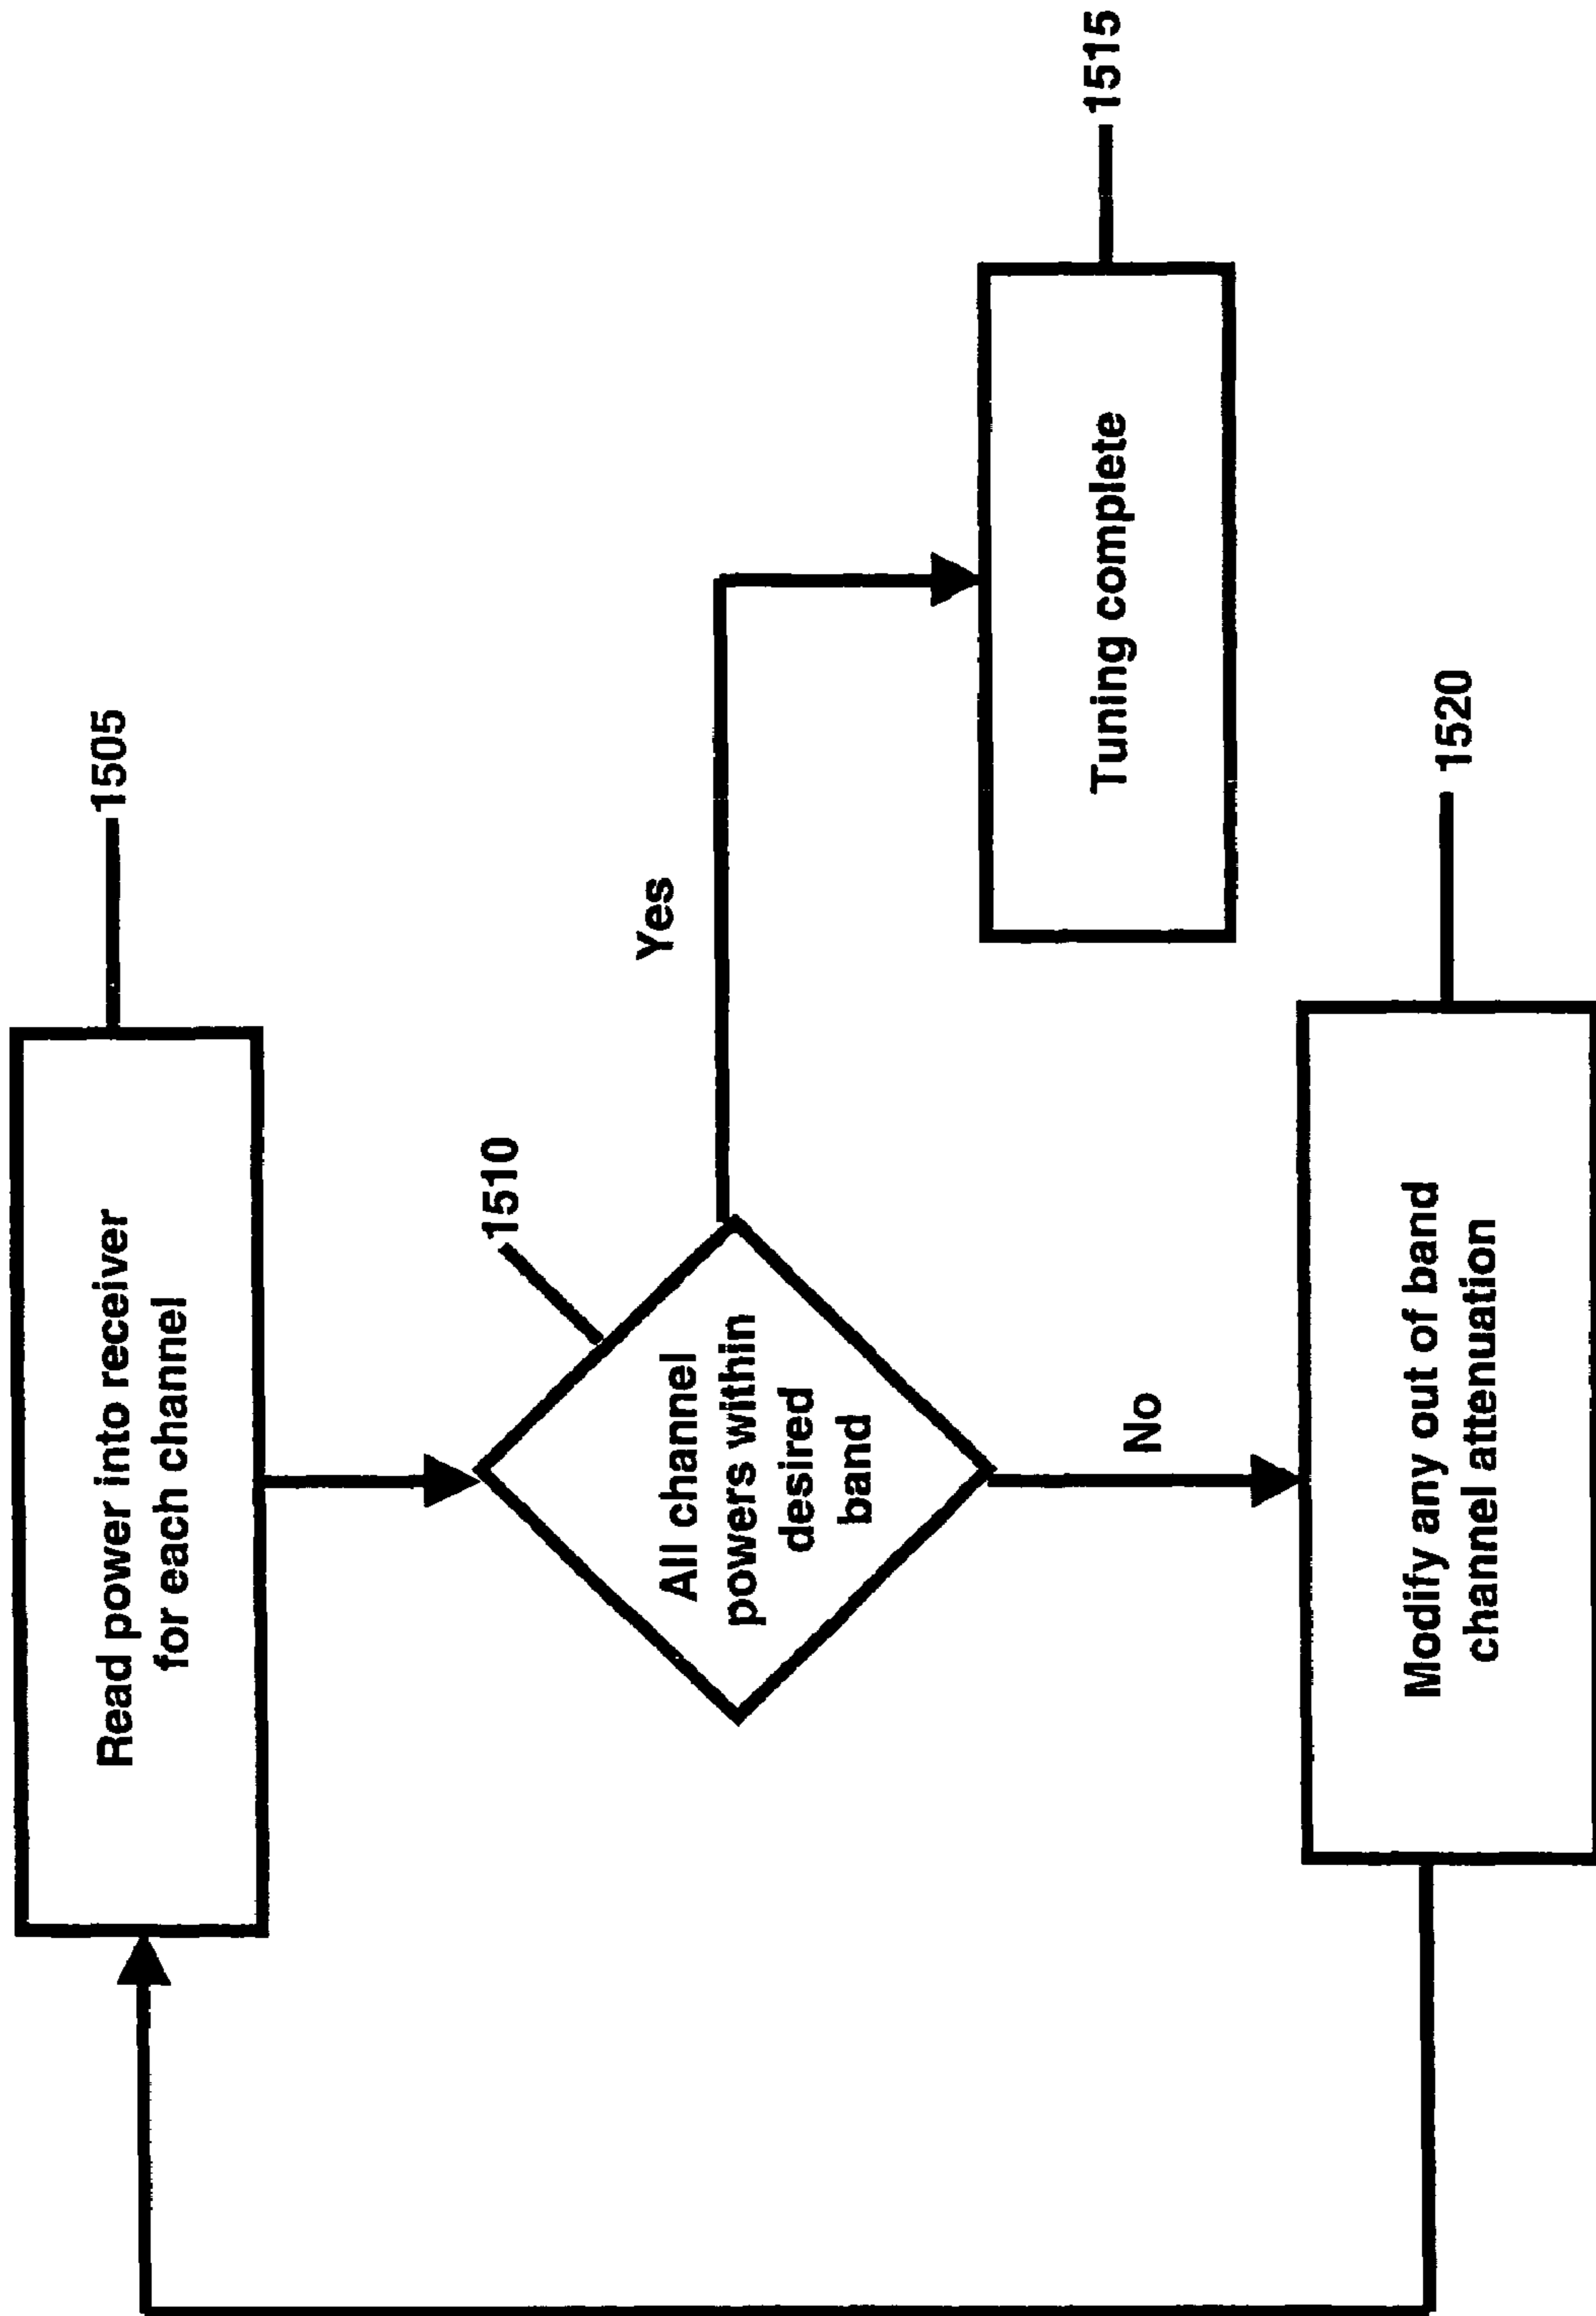 Read power into receiver
for each channel
1505
1510
All channel
powers within
desired
band
Yes
Tuning complete
1515
No
Modify any out of band
channel attenuation
1520